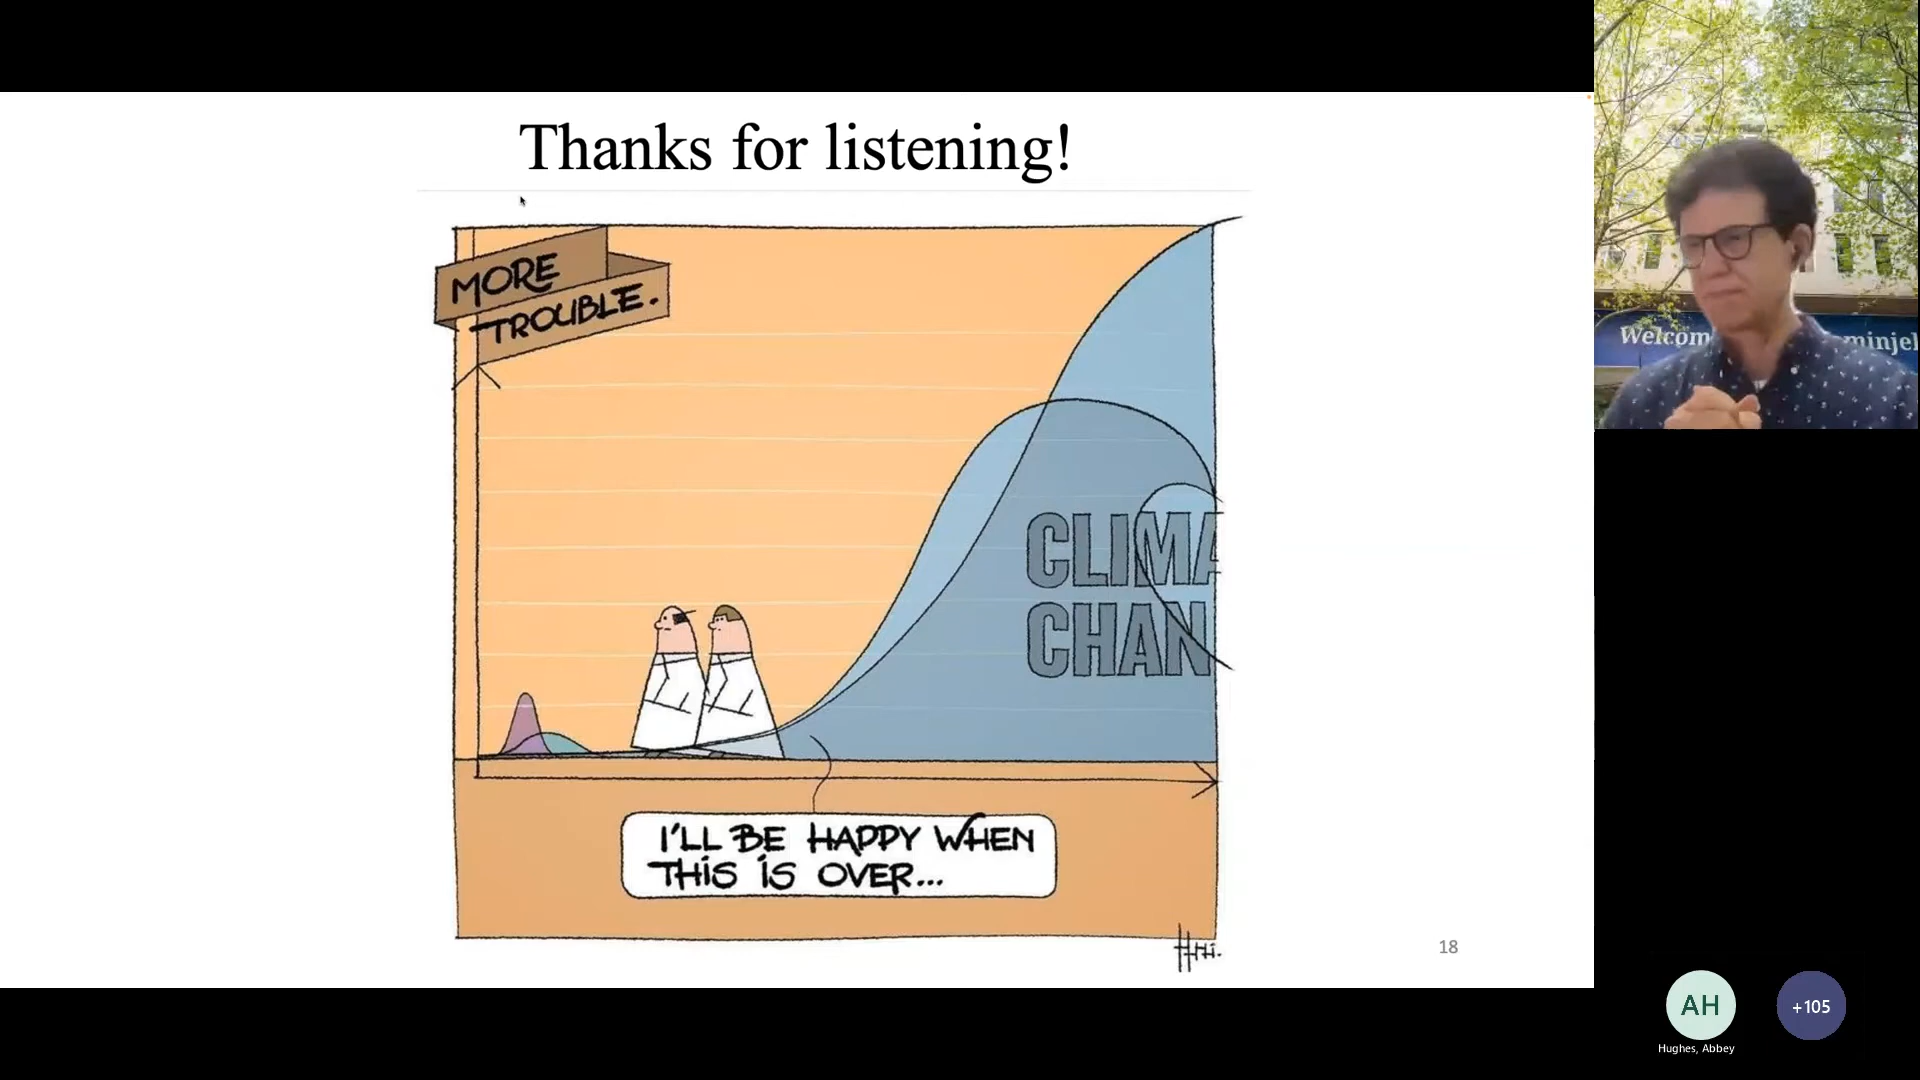 Thanks for listening!
MORE
TROUBLE.
CLIMA
CHAN
I'LL BE HAPPY WHEN
THIS IS OVER...
18
Welcom
minjel
AH
+105
Hughes, Abbey